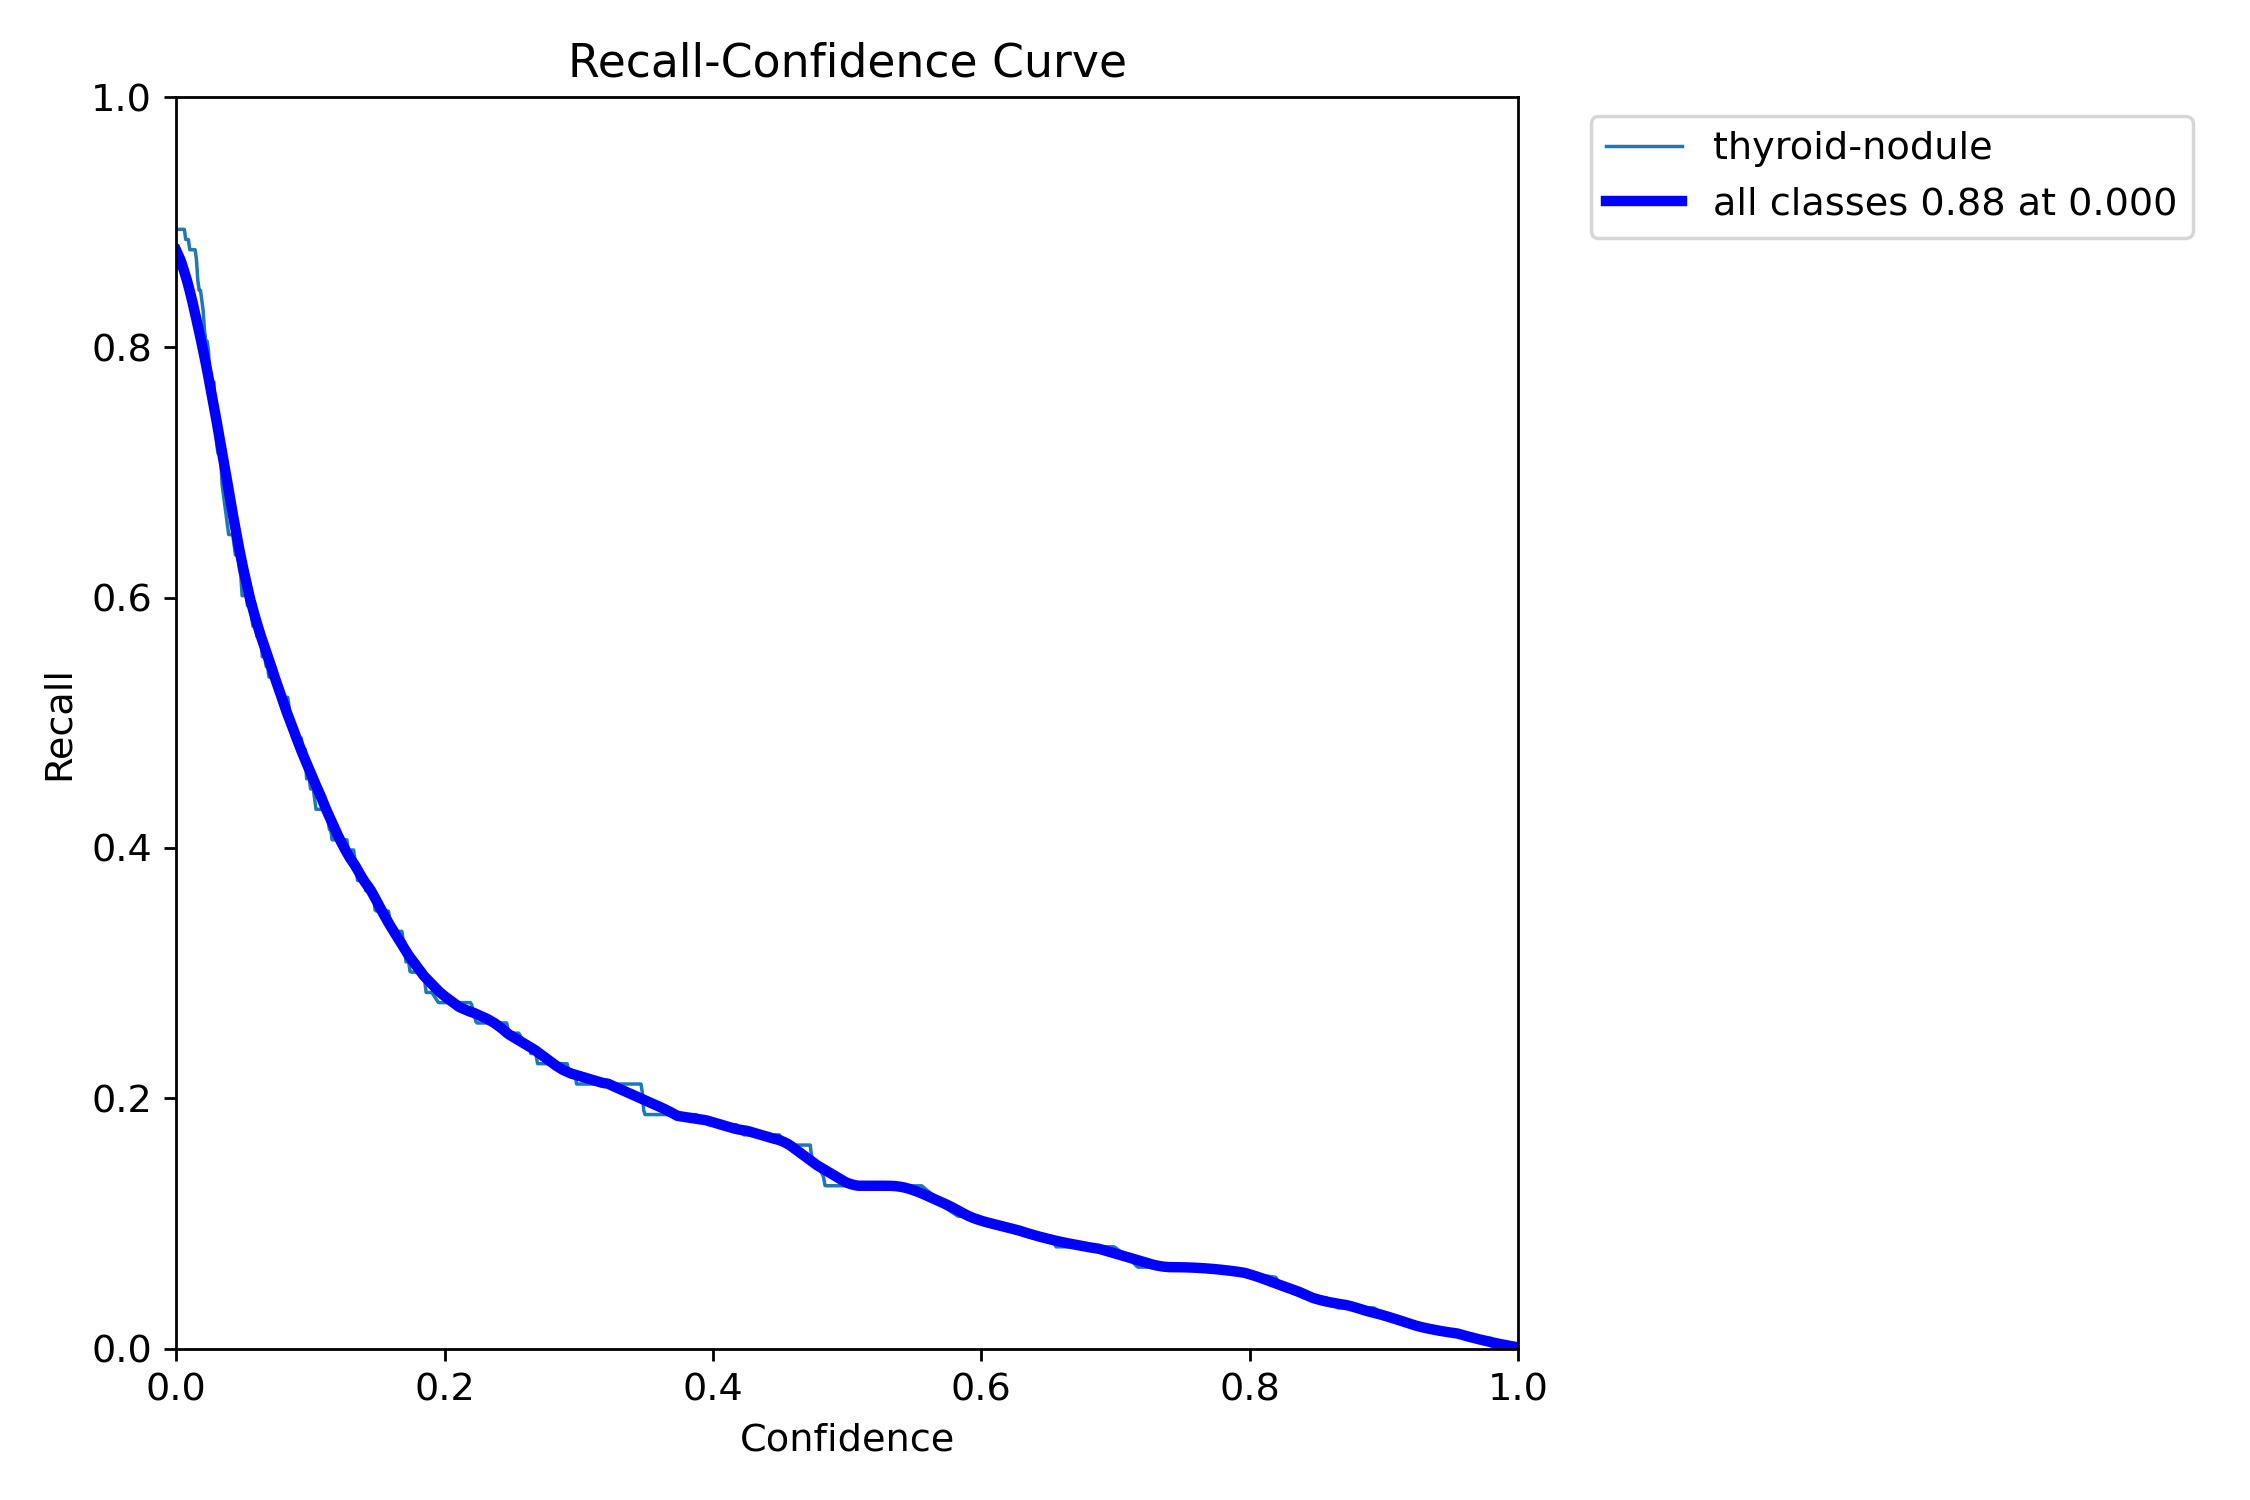 Recall-Confidence Curve
thyroid-nodule
all classes 0.88 at 0.000
Recall
1.0
0.8
0.6
0.4
0.2
0.0
0.0 0.2 0.4 0.6 0.8 1.0
Confidence